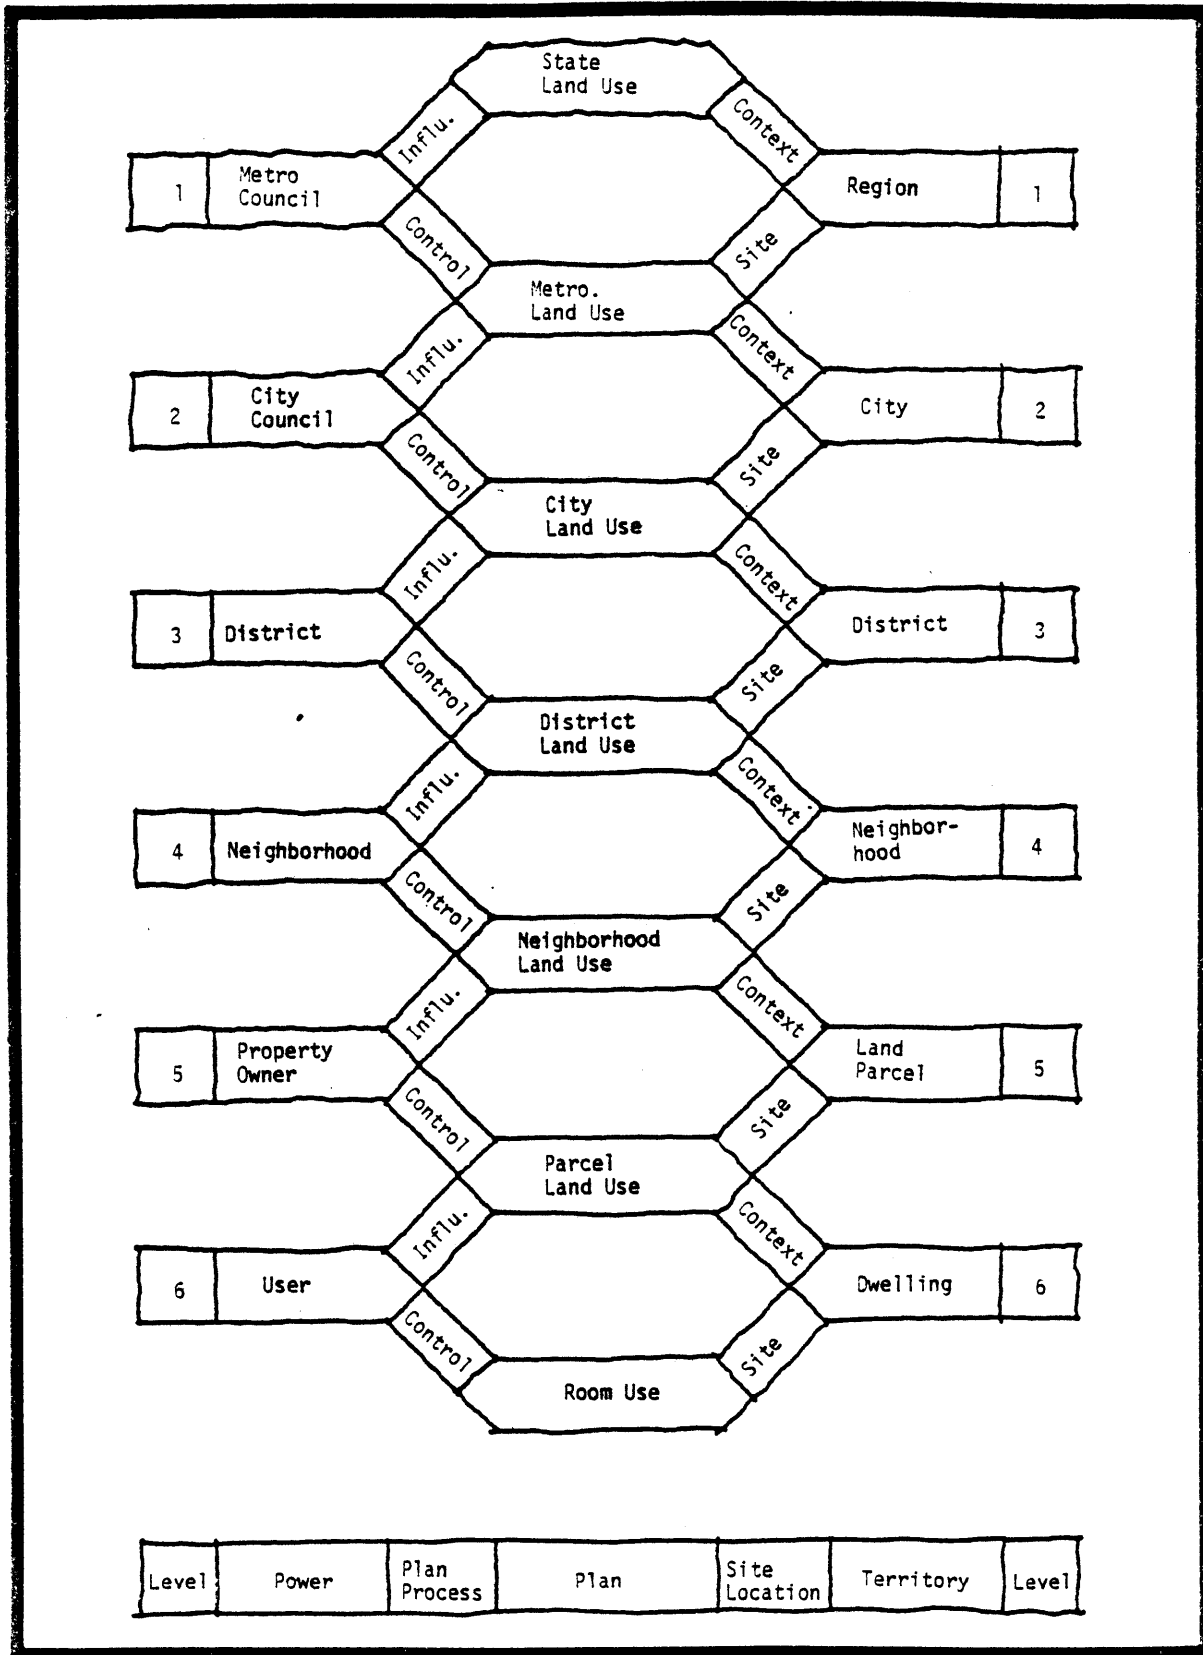 State
Land Use
Influ.
Context
1
Metro
Council
Region
1
Control
Site
Metro.
Land Use
Influ.
Context
2
City
Council
City
2
Control
Site
City
Land Use
Influ.
Context
3
District
District
3
Control
Site
District
Land Use
Influ.
Context
4
Neighborhood
Neighbor-
hood
4
Control
Site
Neighborhood
Land Use
Influ.
Context
5
Property
Owner
Land
Parcel
5
Control
Site
Parcel
Land Use
Influ.
Context
6
User
Dwelling
6
Control
Site
Room Use
Level
Power
Plan
Process
Plan
Site
Location
Territory
Level